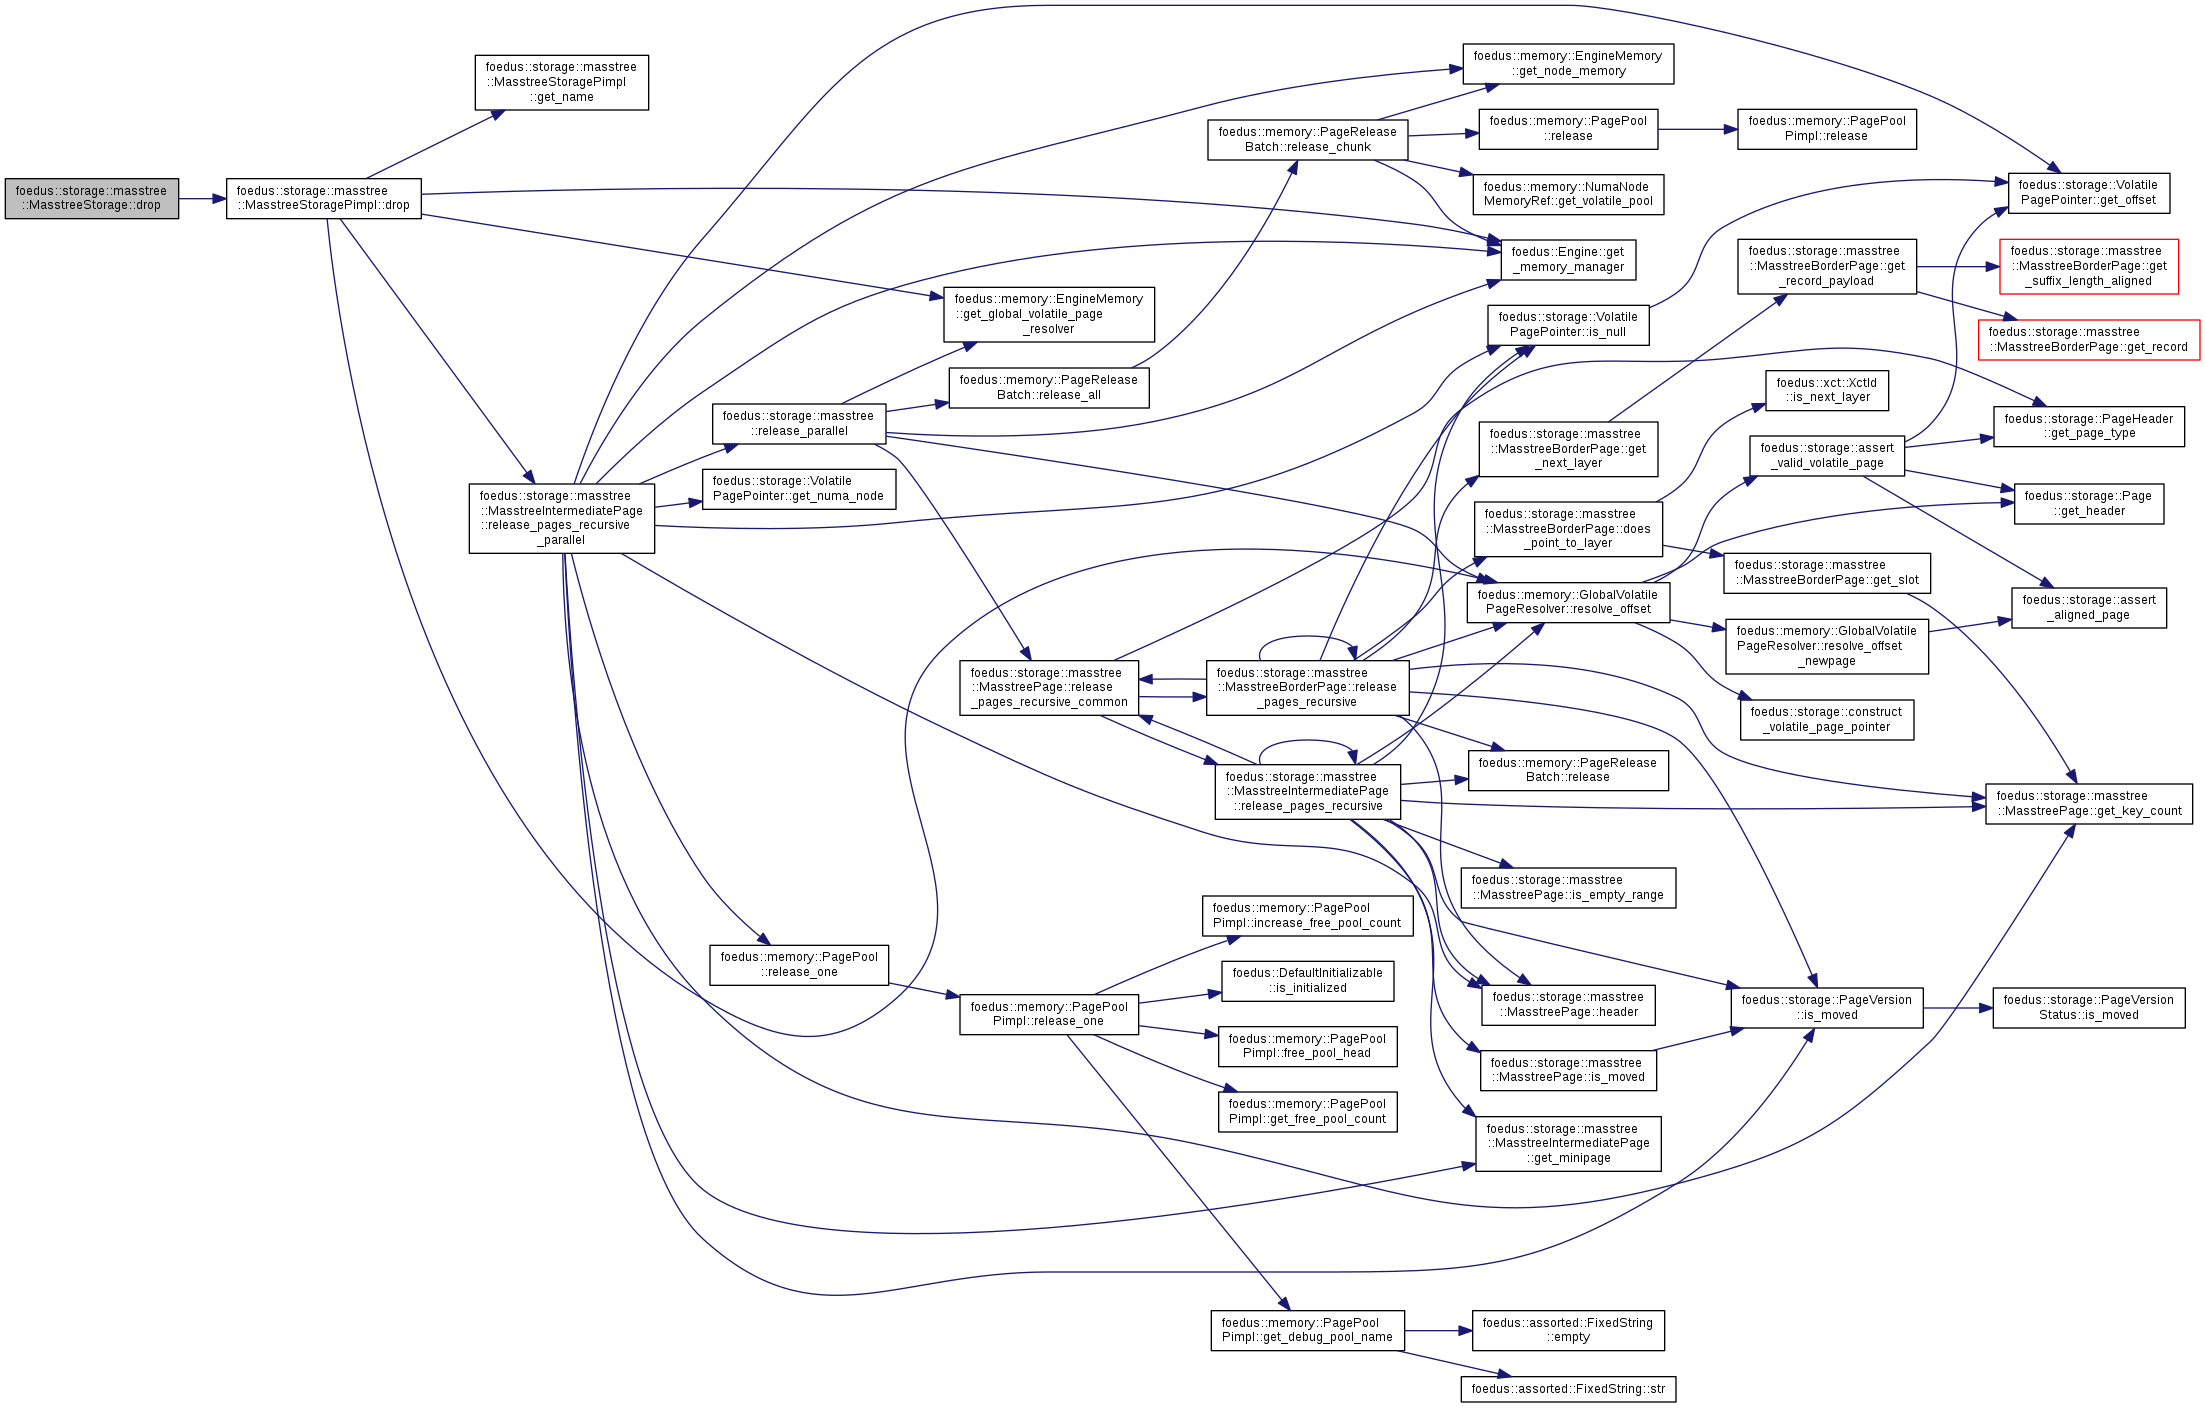 foedus::storage::masstree
::MasstreeStorage::drop
foedus::storage::masstree
::MasstreeStoragePimpl::drop
foedus::storage::masstree
::MasstreeStoragePimpl
::get_name
foedus::storage::masstree
::MasstreeIntermediatePage
::release_pages_recursive
_parallel
foedus::storage::masstree
::release_parallel
foedus::storage::Volatile
PagePointer::get_numa_node
foedus::memory::PagePool
::release_one
foedus::memory::EngineMemory
::get_global_volatile_page
_resolver
foedus::memory::PageRelease
Batch::release_all
foedus::storage::masstree
::MasstreePage::release
_pages_recursive_common
foedus::memory::PagePool
Pimpl::release_one
foedus::memory::PageRelease
Batch::release_chunk
foedus::storage::masstree
::MasstreeBorderPage::release
_pages_recursive
foedus::storage::masstree
::MasstreeIntermediatePage
::release_pages_recursive
foedus::memory::PagePool
Pimpl::increase_free_pool_count
foedus::DefaultInitializable
::is_initialized
foedus::memory::PagePool
Pimpl::free_pool_head
foedus::memory::PagePool
Pimpl::get_free_pool_count
foedus::memory::PagePool
Pimpl::get_debug_pool_name
foedus::memory::EngineMemory
::get_node_memory
foedus::memory::PagePool
::release
foedus::memory::NumaNode
MemoryRef::get_volatile_pool
foedus::Engine::get
_memory_manager
foedus::storage::Volatile
PagePointer::is_null
foedus::storage::masstree
::MasstreeBorderPage::get
_next_layer
foedus::storage::masstree
::MasstreeBorderPage::does
_point_to_layer
foedus::memory::GlobalVolatile
PageResolver::resolve_offset
foedus::memory::PageRelease
Batch::release
foedus::storage::masstree
::MasstreePage::is_empty_range
foedus::storage::masstree
::MasstreePage::header
foedus::storage::masstree
::MasstreePage::is_moved
foedus::storage::masstree
::MasstreeIntermediatePage
::get_minipage
foedus::assorted::FixedString
::empty
foedus::assorted::FixedString::str
foedus::memory::PagePool
Pimpl::release
foedus::storage::masstree
::MasstreeBorderPage::get
_record_payload
foedus::xct::XctId
::is_next_layer
foedus::storage::assert
_valid_volatile_page
foedus::storage::masstree
::MasstreeBorderPage::get_slot
foedus::memory::GlobalVolatile
PageResolver::resolve_offset
_newpage
foedus::storage::construct
_volatile_page_pointer
foedus::storage::PageVersion
::is_moved
foedus::storage::Volatile
PagePointer::get_offset
foedus::storage::masstree
::MasstreeBorderPage::get
_suffix_length_aligned
foedus::storage::masstree
::MasstreeBorderPage::get_record
foedus::storage::PageHeader
::get_page_type
foedus::storage::Page
::get_header
foedus::storage::assert
_aligned_page
foedus::storage::masstree
::MasstreePage::get_key_count
foedus::storage::PageVersion
Status::is_moved